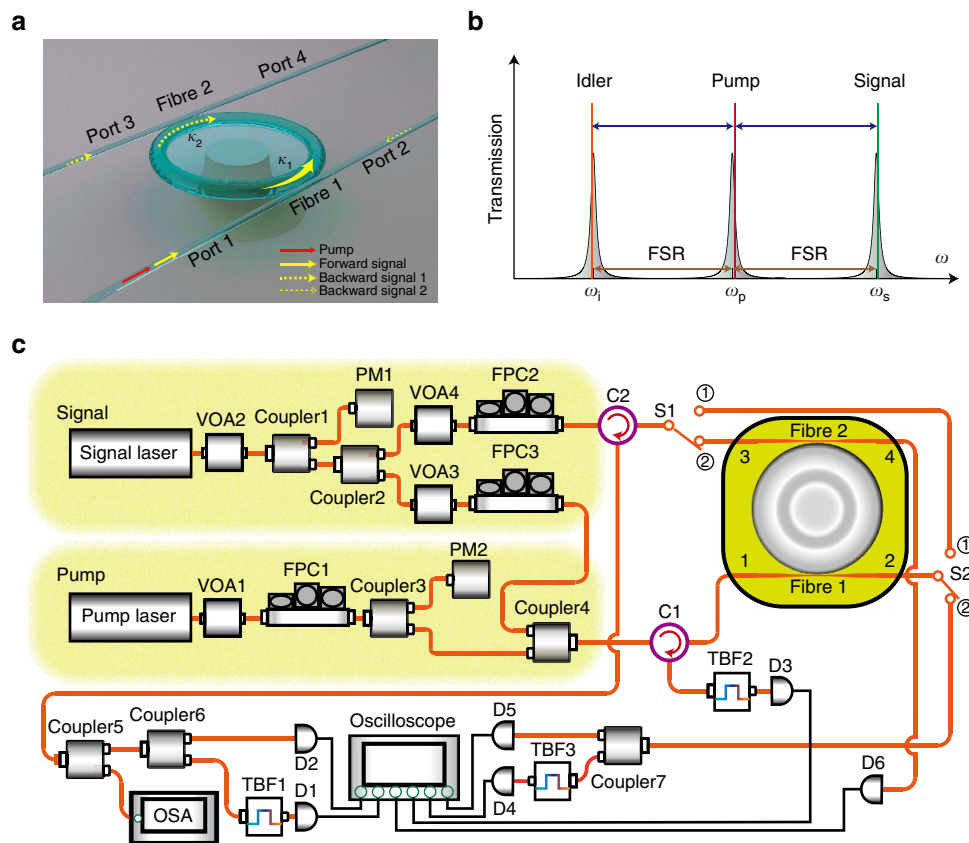 a
Port 4
Fibre 2
Port 3
κ2
κ1
Port 2
Fibre 1
Port 1
Pump
Forward signal
Backward signal 1
Backward signal 2
b
Idler
Pump
Signal
Transmission
FSR
FSR
ω
ωi
ωp
ωs
c
Signal
Signal laser
VOA2
Coupler1
PM1
Coupler2
VOA4
FPC2
VOA3
FPC3
C2
S1
①
②
Fibre 2
3
4
1
2
Fibre 1
①
S2
②
Pump
Pump laser
VOA1
FPC1
Coupler3
PM2
Coupler4
C1
TBF2
D3
Coupler5
Coupler6
D2
Oscilloscope
D5
TBF3
D4
Coupler7
D6
OSA
TBF1
D1